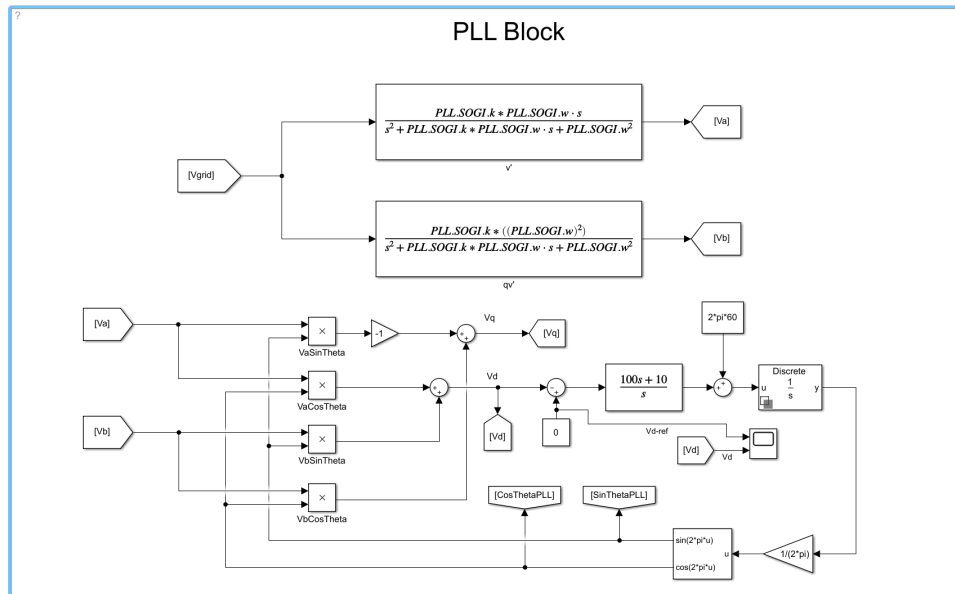 ?
PLL Block
PLL.SOGI.k ∗ PLL.SOGI.w · s
s² + PLL.SOGI.k ∗ PLL.SOGI.w · s + PLL.SOGI.w²
v'
[Va]
[Vgrid]
PLL.SOGI.k ∗ ((PLL.SOGI.w)²)
s² + PLL.SOGI.k ∗ PLL.SOGI.w · s + PLL.SOGI.w²
qv'
[Vb]
[Va]
×
VaSinTheta
-1
+
+
Vq
[Vq]
2*pi*60
×
VaCosTheta
+
+
Vd
[Vd]
−
+
0
100s + 10
s
+
+
Discrete
u
1
s
y
[Vb]
×
VbSinTheta
Vd-ref
[Vd]
Vd
×
VbCosTheta
[CosThetaPLL]
[SinThetaPLL]
sin(2*pi*u)
u
cos(2*pi*u)
1/(2*pi)